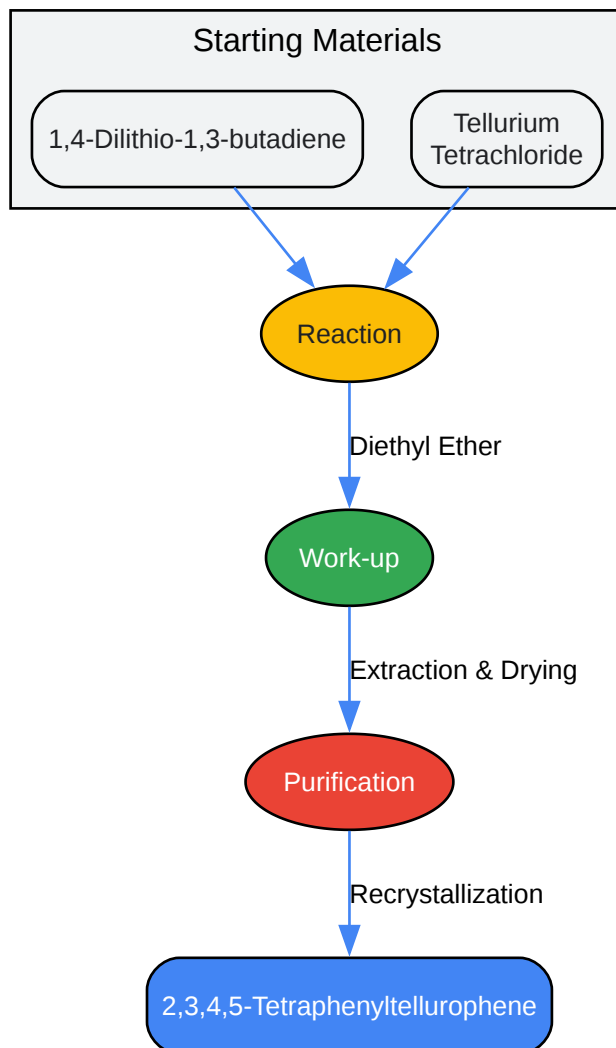 Starting Materials
1,4-Dilithio-1,3-butadiene
Tellurium
Tetrachloride
Reaction
Diethyl Ether
Work-up
Extraction & Drying
Purification
Recrystallization
2,3,4,5-Tetraphenyltellurophene